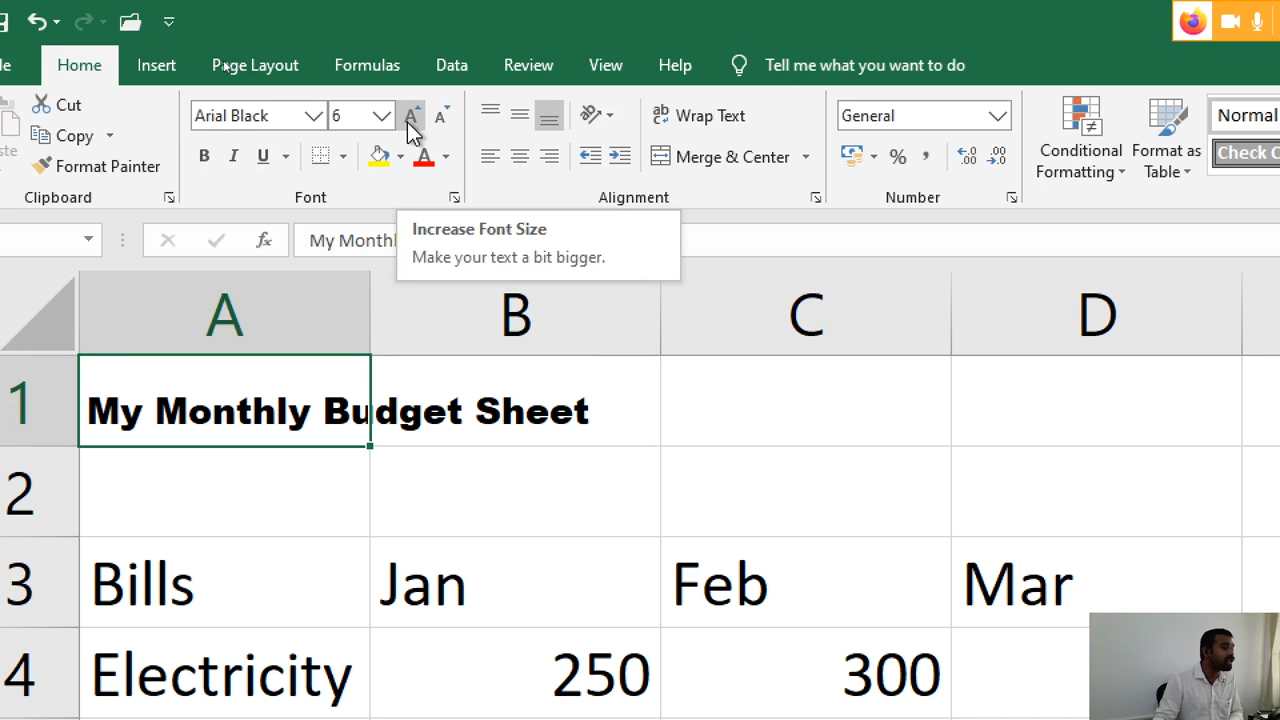 Home Insert Page Layout Formulas Data Review View Help Tell me what you want to do
Cut
Copy
Format Painter
Clipboard
Arial Black 6
B I U A
Font
Wrap Text
Merge & Center
Alignment
General
% ,
Number
Conditional Formatting
Format as Table
Normal
fx My Monthl
Increase Font Size
Make your text a bit bigger.
A B C D
1 My Monthly Budget Sheet
2
3 Bills Jan Feb Mar
4 Electricity 250 300